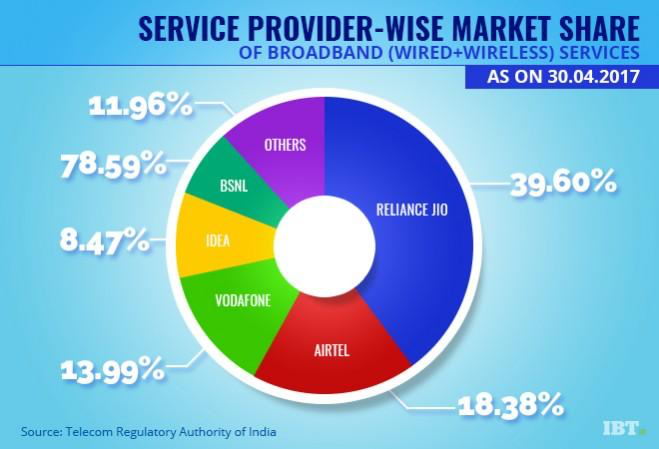 SERVICE PROVIDER-WISE MARKET SHARE
OF BROADBAND (WIRED+WIRELESS) SERVICES
AS ON 30.04.2017
11.96%
OTHERS
78.59%
BSNL
39.60%
RELIANCE JIO
8.47%
IDEA
VODAFONE
13.99%
AIRTEL
18.38%
Source: Telecom Regulatory Authority of India
IBT.